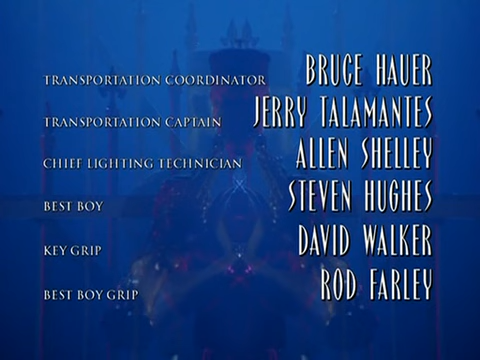 TRANSPORTATION COORDINATOR BRUCE HAUER
TRANSPORTATION CAPTAIN JERRY TALAMANTES
CHIEF LIGHTING TECHNICIAN ALLEN SHELLEY
BEST BOY STEVEN HUGHES
KEY GRIP DAVID WALKER
BEST BOY GRIP ROD FARLEY